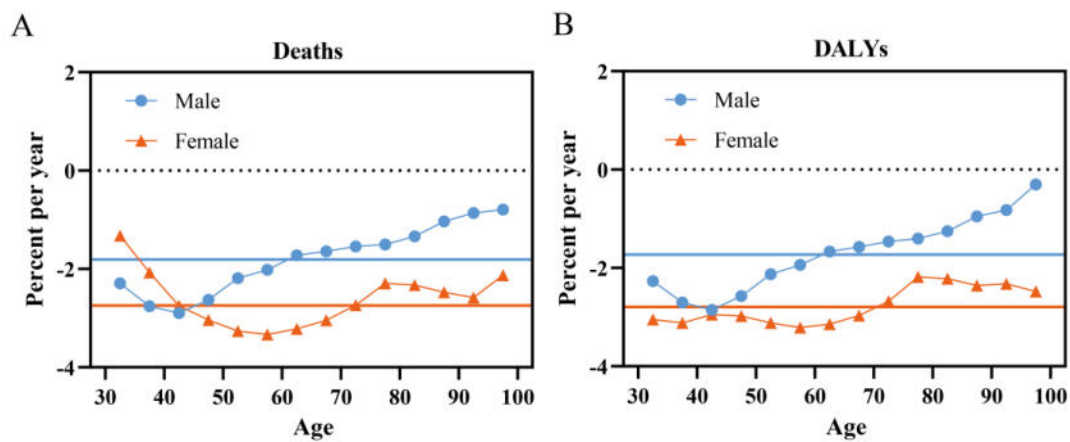 A
Deaths
Male
Female
Percent per year
2
0
-2
-4
30 40 50 60 70 80 90 100
Age
B
DALYs
Male
Female
Percent per year
2
0
-2
-4
30 40 50 60 70 80 90 100
Age